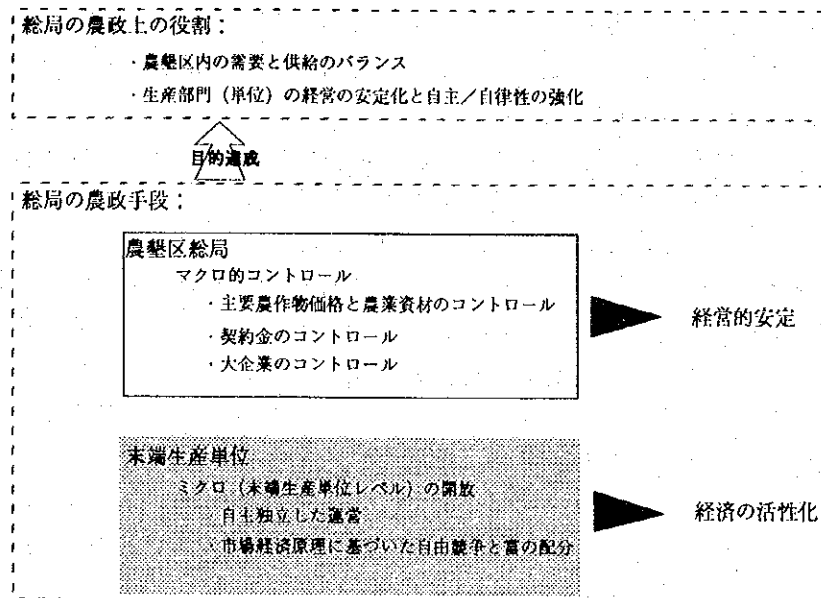 総局の農政上の役割：
・農墾区内の需要と供給のバランス
・生産部門（単位）の経営の安定化と自主／自律性の強化
目的達成
総局の農政手段：
農墾区総局
マクロ的コントロール
・主要農作物価格と農業資材のコントロール
・契約金のコントロール
・大企業のコントロール
経営的安定
末端生産単位
ミクロ（末端生産単位レベル）の開放
自主独立した運営
・市場経済原理に基づいた自由競争と富の配分
経済の活性化